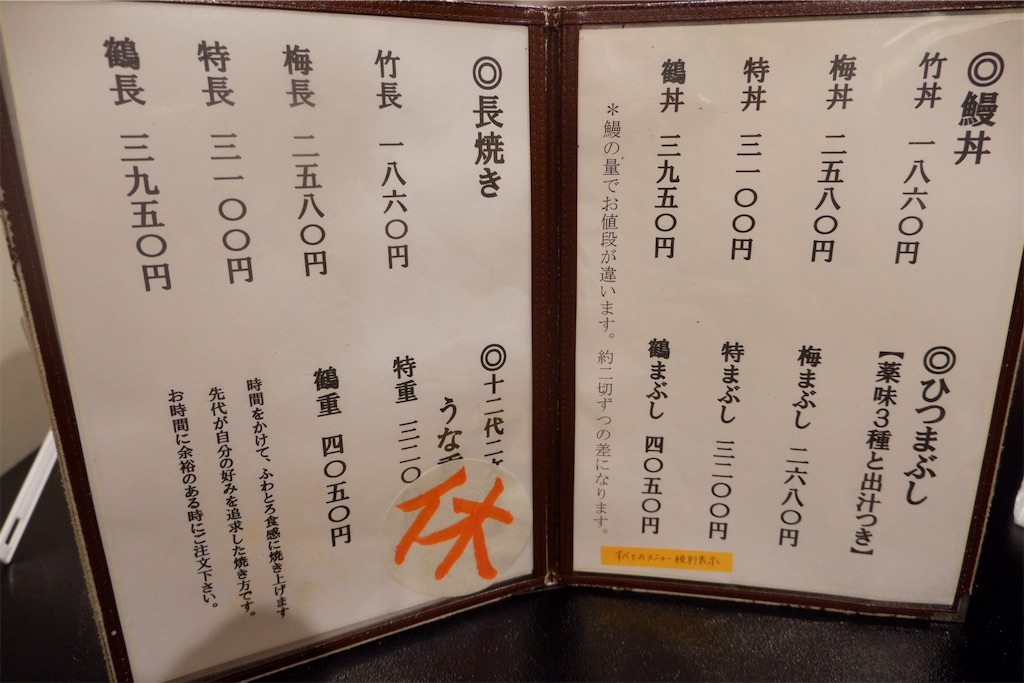 ◎鰻丼
竹丼 一八六〇円
梅丼 二五八〇円
特丼 三一〇〇円
鶴丼 三九五〇円
＊鰻の量でお値段が違います。約二切ずつの差になります。
◎ひつまぶし
【薬味３種と出汁つき】
梅まぶし 二六八〇円
特まぶし 三二〇〇円
鶴まぶし 四〇五〇円
すべてのメニュー税別表示
◎長焼き
竹長 一八六〇円
梅長 二五八〇円
特長 三一〇〇円
鶴長 三九五〇円
◎十二代二
うな
休
特重 三二〇
鶴重 四〇五〇円
時間をかけて、ふわとろ食感に焼き上げます
先代が自分の好みを追求した焼き方です。
お時間に余裕のある時にご注文下さい。